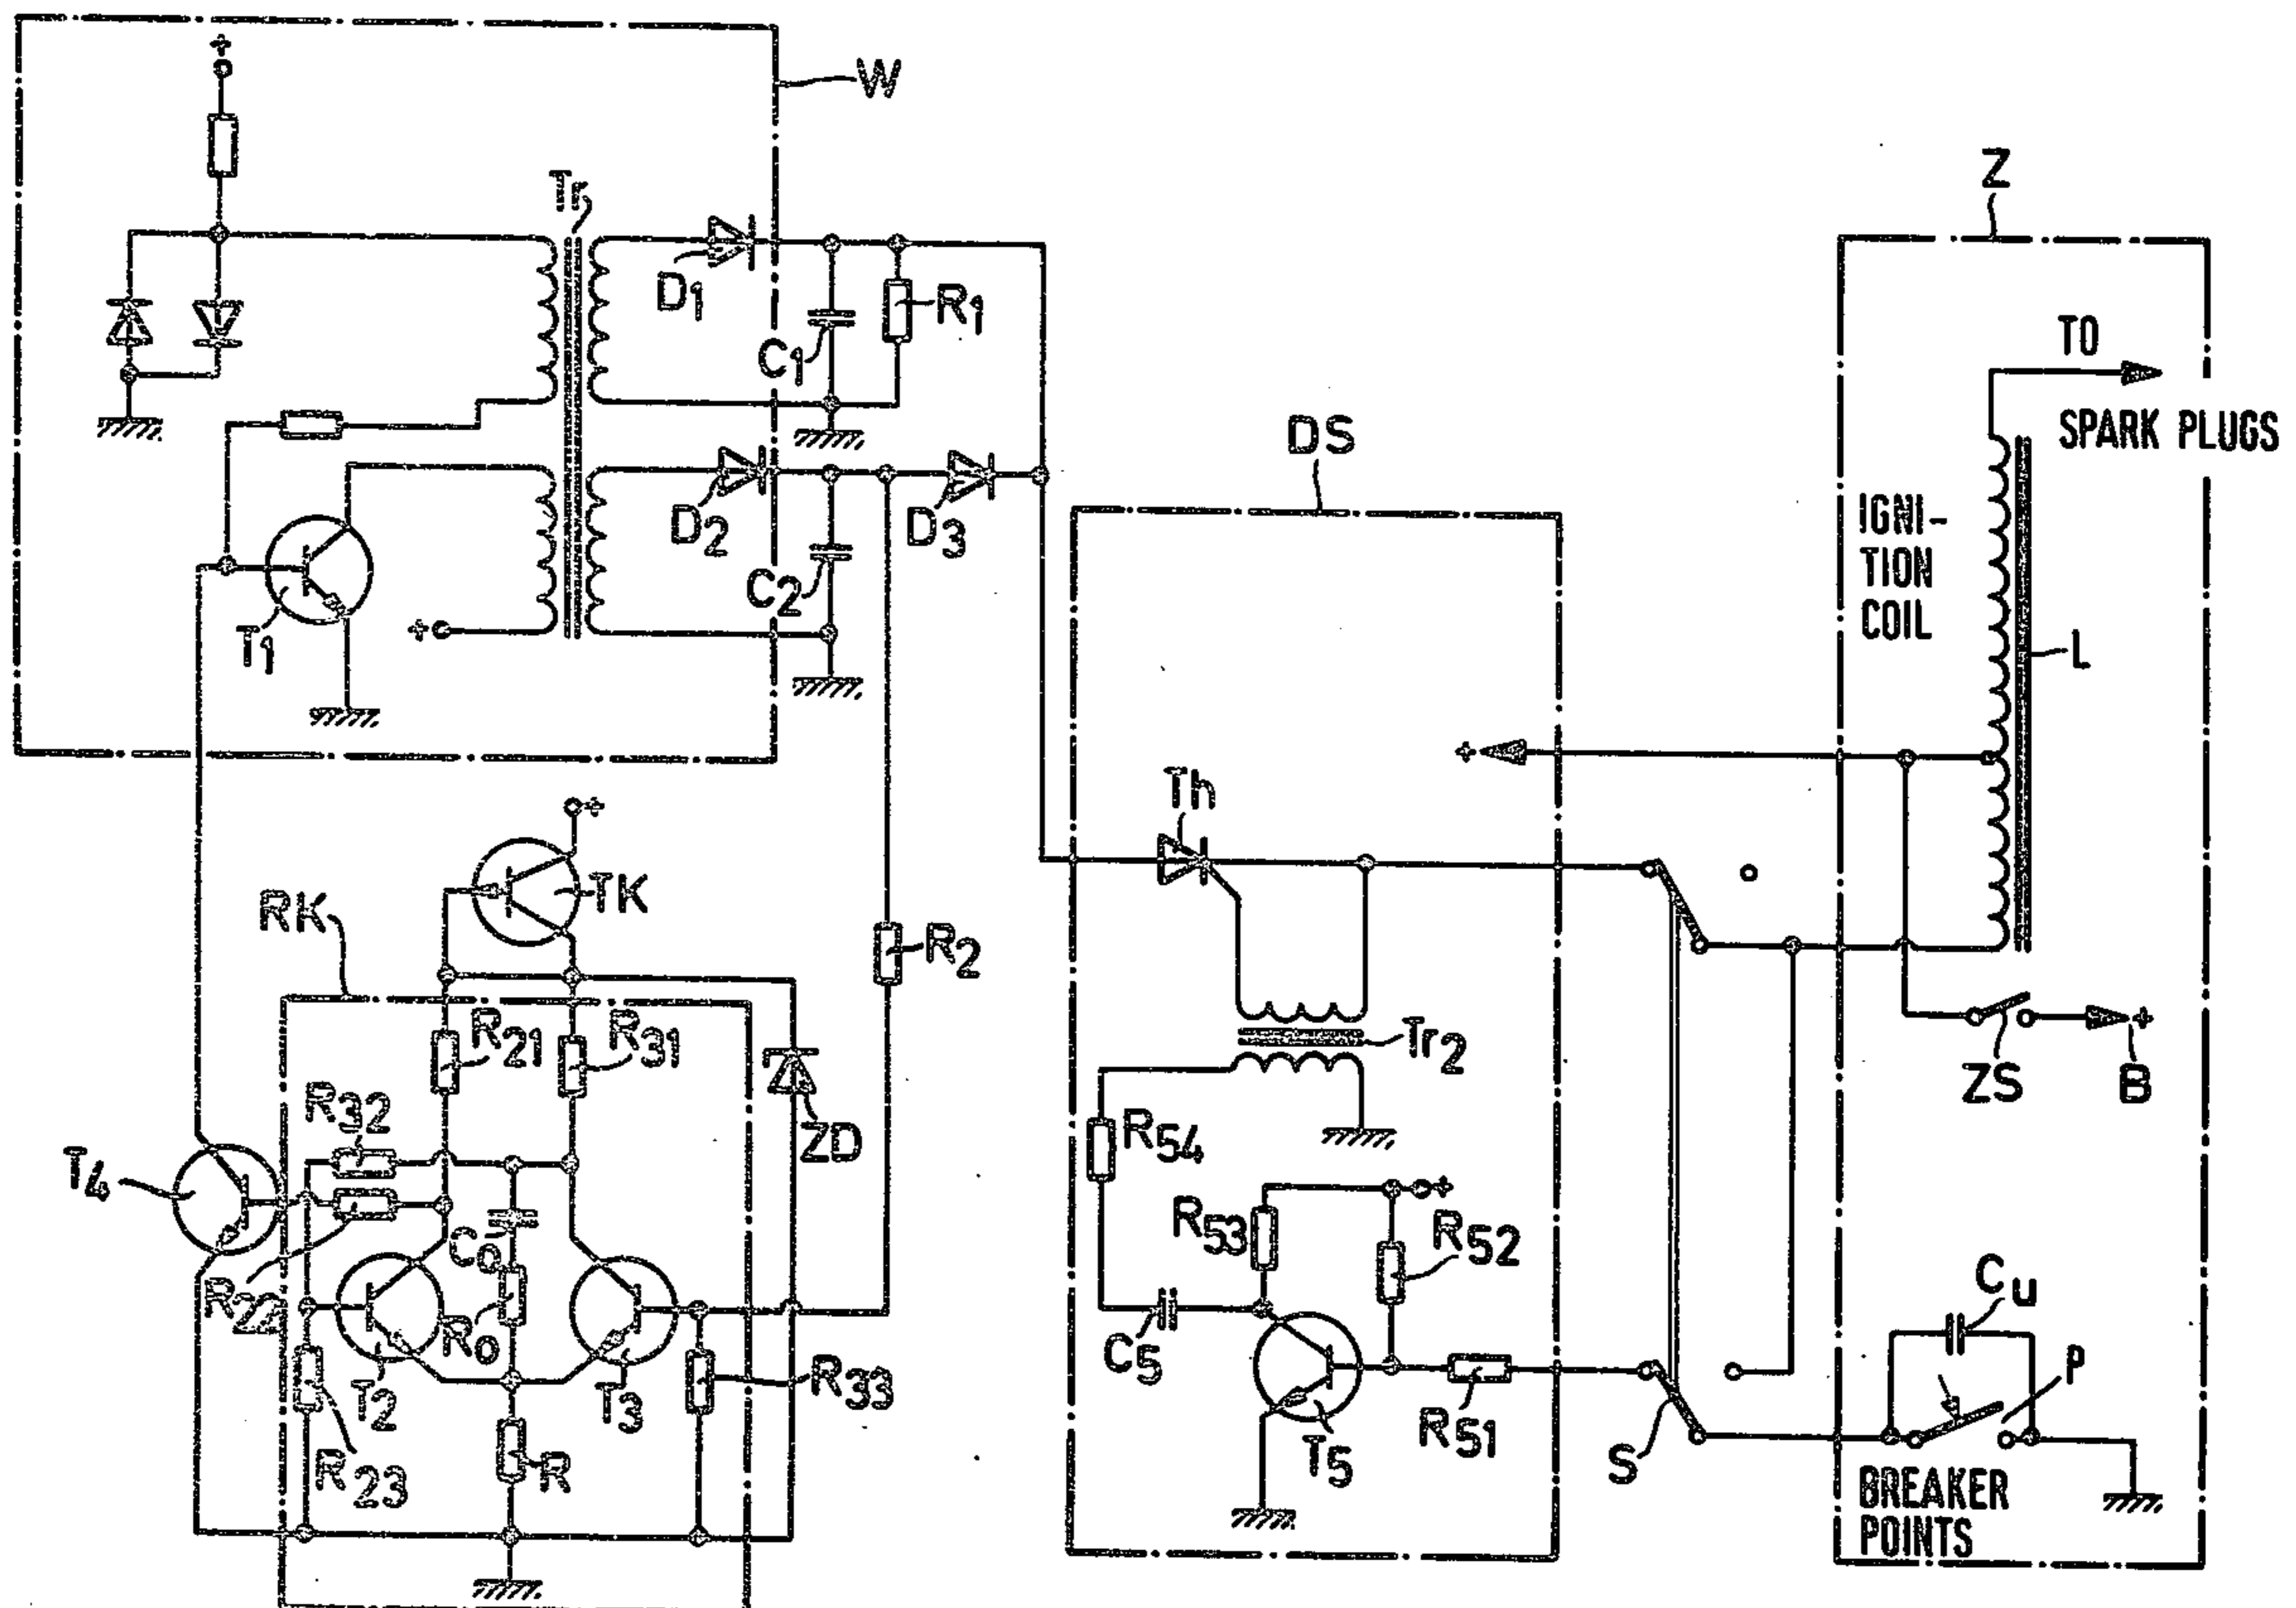 +
W
Z
Tr
D1
C1
R1
TO
SPARK PLUGS
DS
IGNI-
TION
COIL
D2
D3
C2
T1
+
L
+
Th
+
TK
RK
R2
R21
R31
Tr2
ZS
+
B
R32
ZD
R54
T4
R53
+
R52
Co
R22
Ro
C5
Cu
P
T2
T3
R33
T5
R51
S
R23
R
BREAKER
POINTS